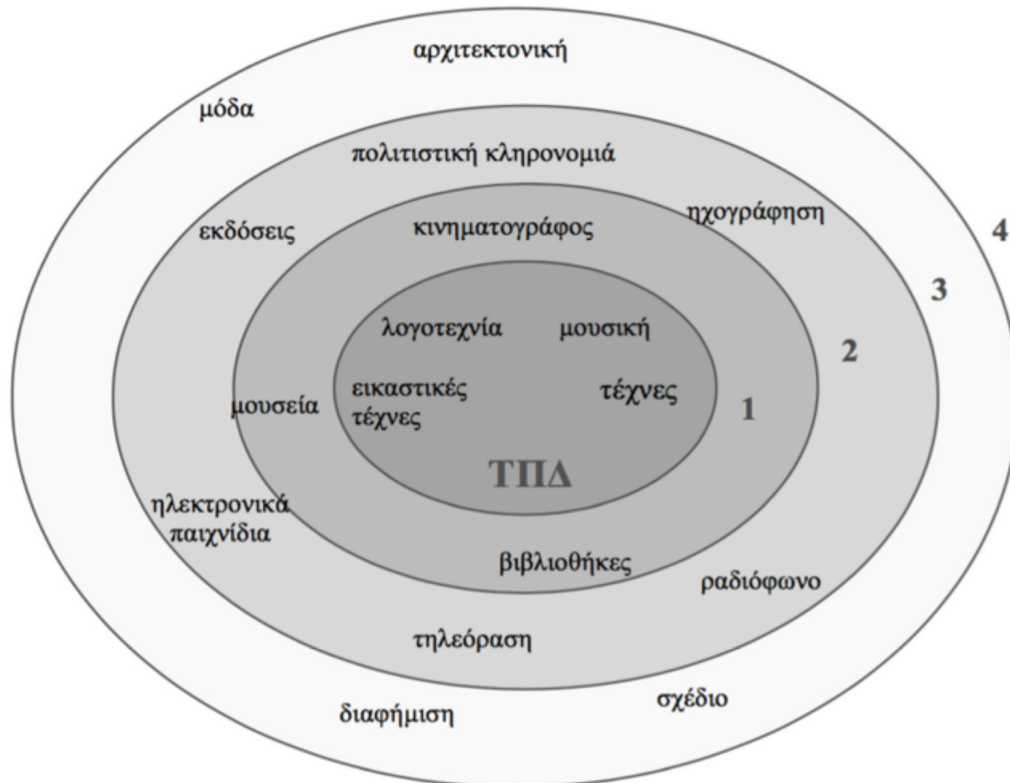 αρχιτεκτονική
μόδα
πολιτιστική κληρονομιά
ηχογράφηση
εκδόσεις
κινηματογράφος
4
3
λογοτεχνία
μουσική
2
εικαστικές
τέχνες
τέχνες
μουσεία
1
ΤΠΔ
ηλεκτρονικά
παιχνίδια
βιβλιοθήκες
ραδιόφωνο
τηλεόραση
σχέδιο
διαφήμιση